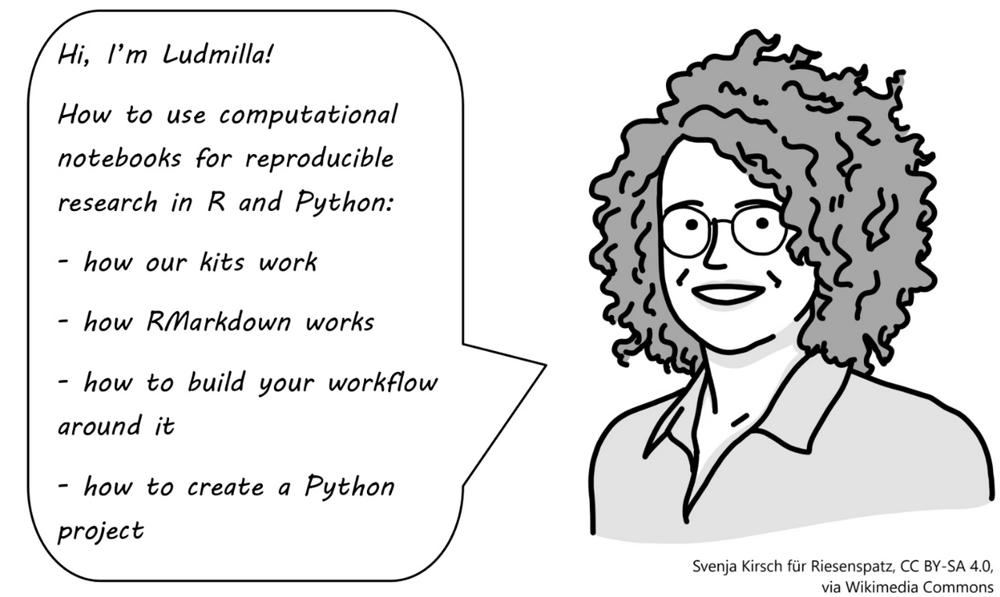 Hi, I'm Ludmilla!
How to use computational
notebooks for reproducible
research in R and Python:
- how our kits work
- how RMarkdown works
- how to build your workflow
around it
- how to create a Python
project
Svenja Kirsch für Riesenspatz, CC BY-SA 4.0,
via Wikimedia Commons